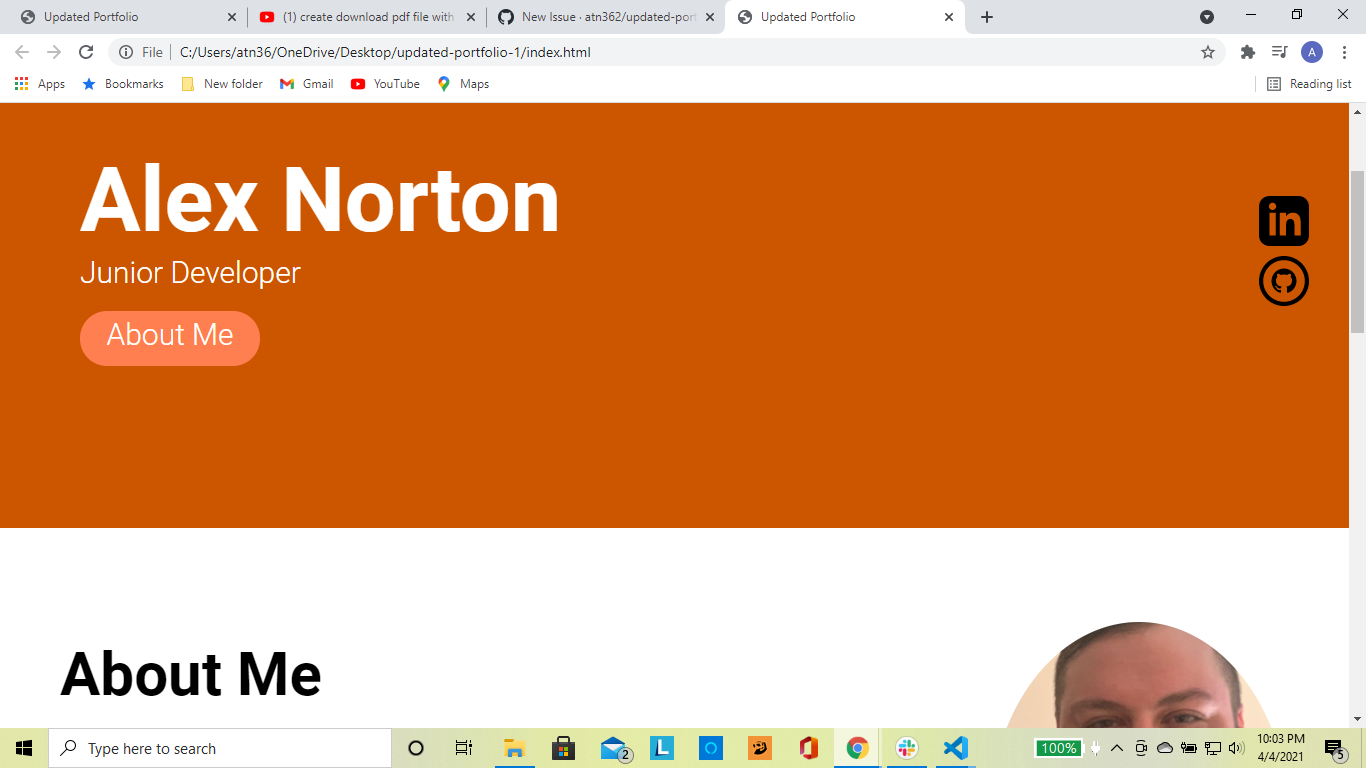 Updated Portfolio
(1) create download pdf file with
New Issue · atn362/updated-port
Updated Portfolio
File
C:/Users/atn36/OneDrive/Desktop/updated-portfolio-1/index.html
A
Apps
Bookmarks
New folder
Gmail
YouTube
Maps
Reading list
Alex Norton
in
Junior Developer
About Me
About Me
Type here to search
2
L
100%
10:03 PM
4/4/2021
5